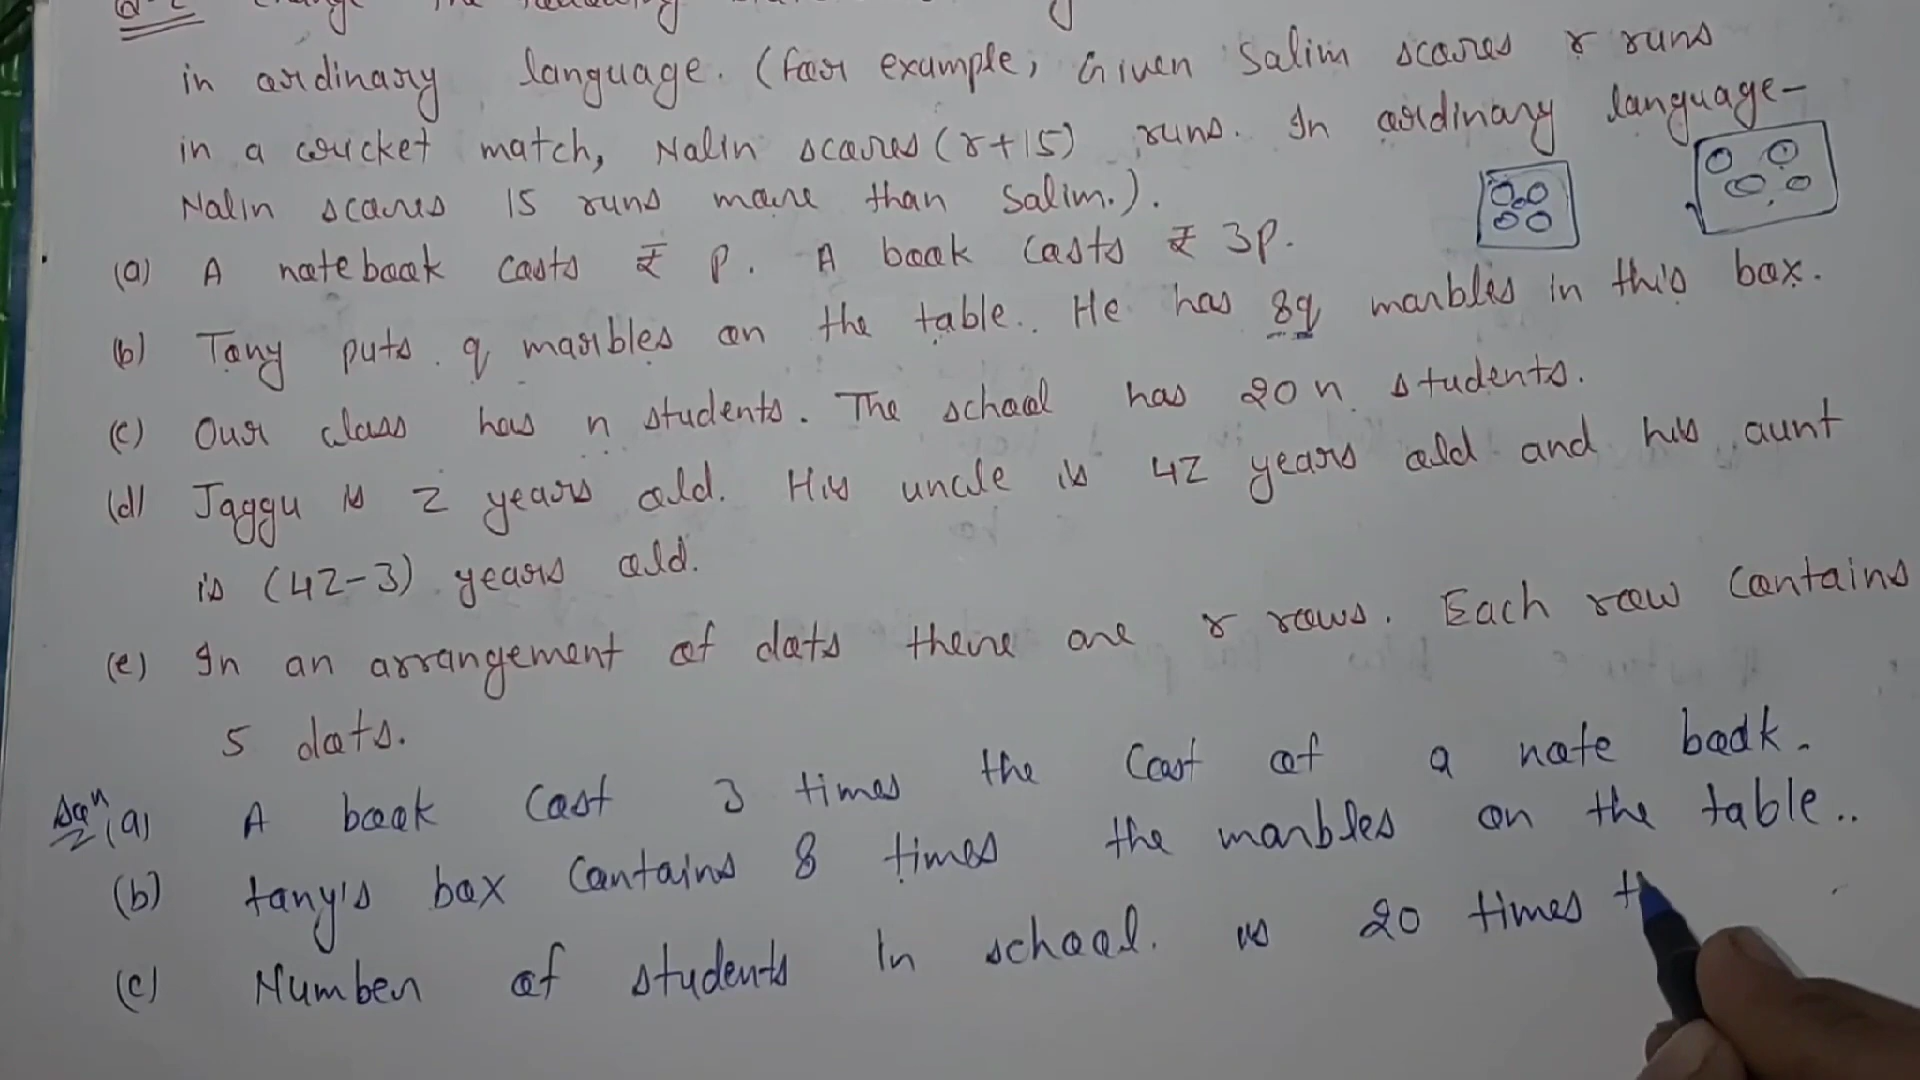 in ordinary language. (for example, Given Salim scores r runs
in a cricket match, Nalin scores (r+15) runs. In ordinary language-
Nalin scores 15 runs more than Salim.).
(a) A notebook costs ₹ p. A book costs ₹ 3p.
(b) Tony puts q marbles on the table. He has 8q marbles in this box.
(c) Our class has n students. The school has 20n students.
(d) Jaggu is z years old. His uncle is 4z years old and his aunt
is (4z-3) years old.
(e) In an arrangement of dots there are r rows. Each row contains
5 dots.
Soln 2 (a) A book cost 3 times the cost of a note book.
(b) tony's box contains 8 times the marbles on the table..
(c) Number of students in school. is 20 times t